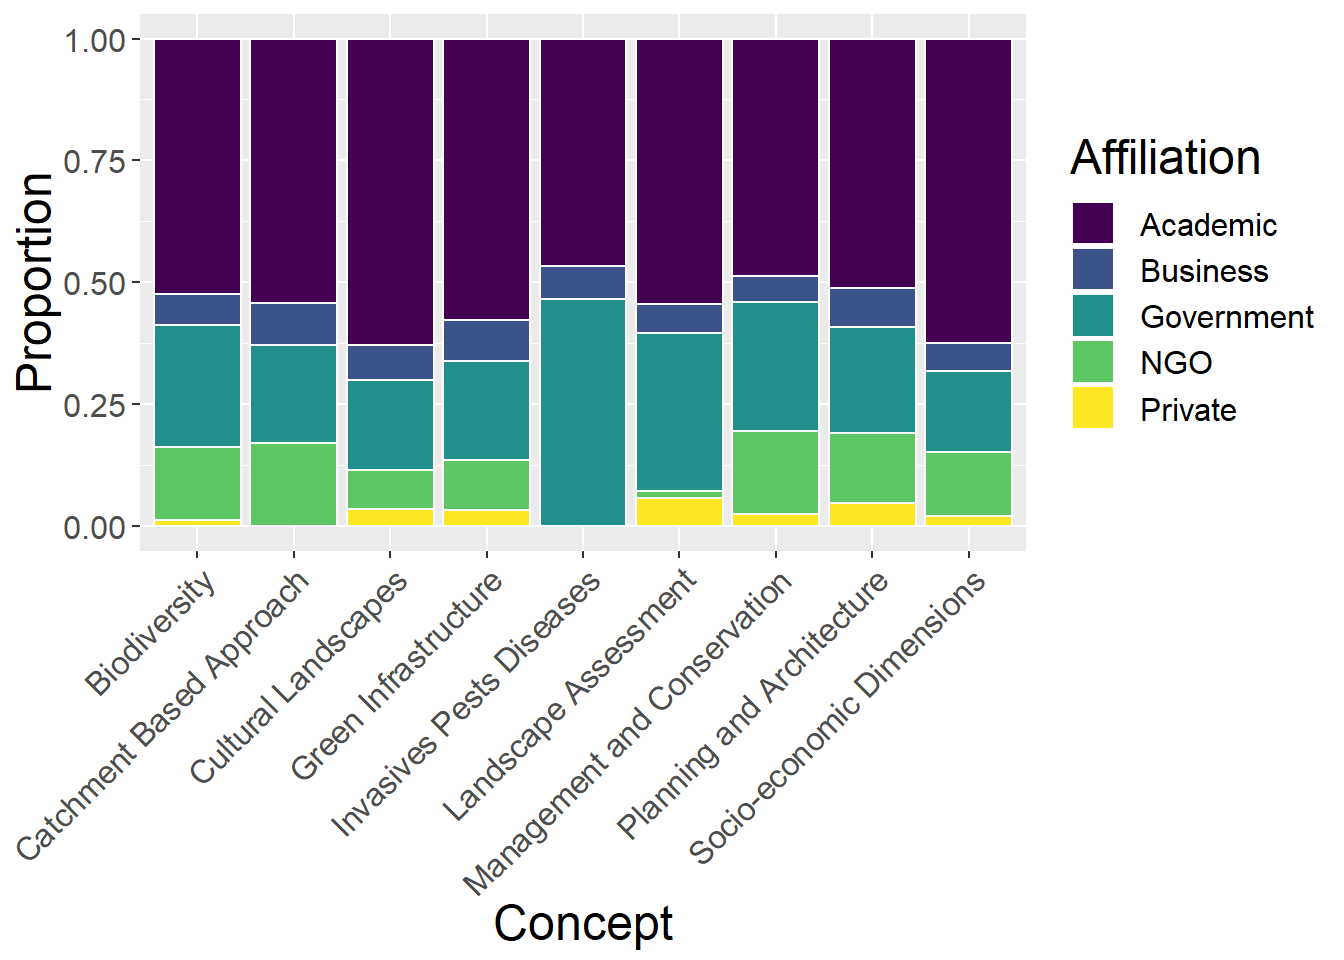 1.00
0.75
0.50
0.25
0.00
Proportion
Biodiversity
Catchment Based Approach
Cultural Landscapes
Green Infrastructure
Invasives Pests Diseases
Landscape Assessment
Management and Conservation
Planning and Architecture
Socio-economic Dimensions
Concept
Affiliation
Academic
Business
Government
NGO
Private